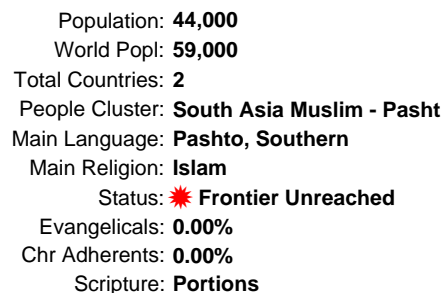 Population: 44,000
World Popl: 59,000
Total Countries: 2
People Cluster: South Asia Muslim - Pasht
Main Language: Pashto, Southern
Main Religion: Islam
Status: Frontier Unreached
Evangelicals: 0.00%
Chr Adherents: 0.00%
Scripture: Portions